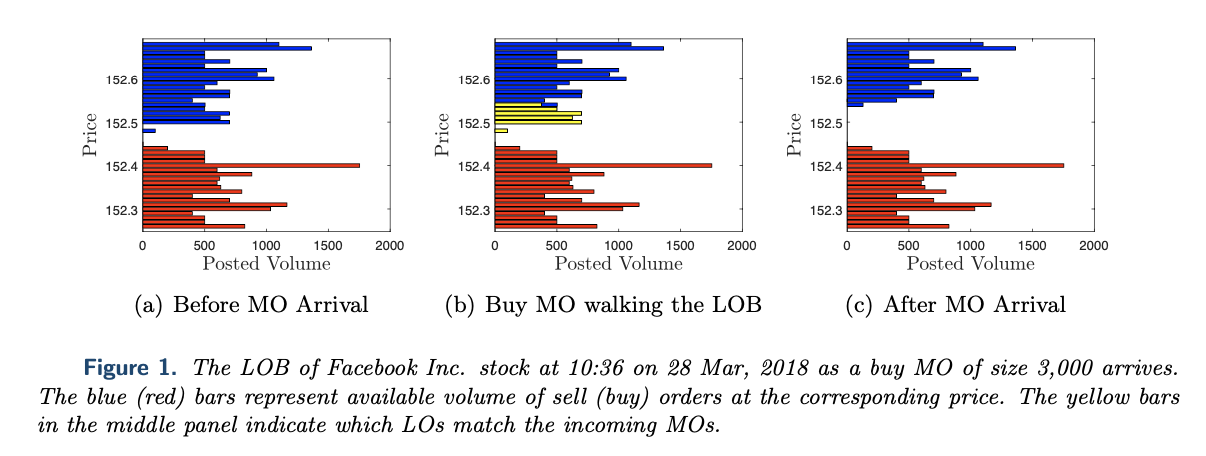 Price
152.6
152.5
152.4
152.3
0 500 1000 1500 2000
Posted Volume
Price
152.6
152.5
152.4
152.3
0 500 1000 1500 2000
Posted Volume
Price
152.6
152.5
152.4
152.3
0 500 1000 1500 2000
Posted Volume
(a) Before MO Arrival
(b) Buy MO walking the LOB
(c) After MO Arrival
Figure 1. The LOB of Facebook Inc. stock at 10:36 on 28 Mar, 2018 as a buy MO of size 3,000 arrives.
The blue (red) bars represent available volume of sell (buy) orders at the corresponding price. The yellow bars
in the middle panel indicate which LOs match the incoming MOs.